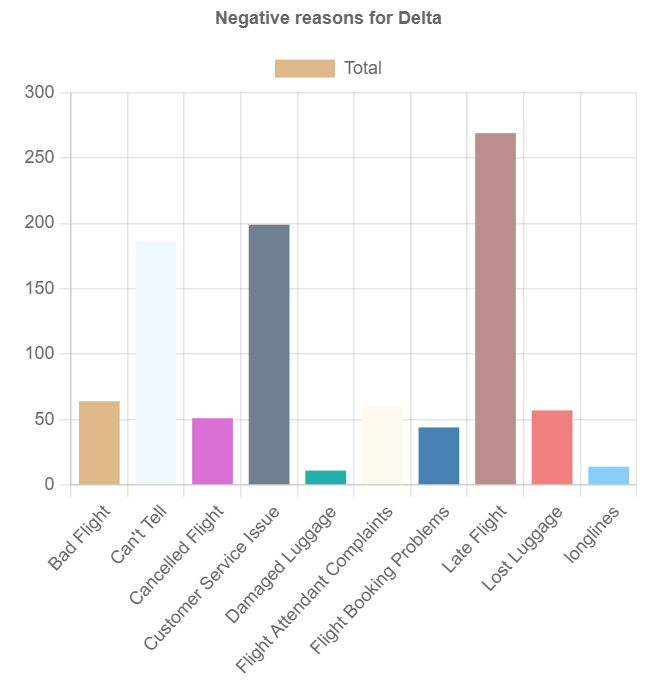 Negative reasons for Delta
Total
300
250
200
150
100
50
0
Bad Flight
Can't Tell
Cancelled Flight
Customer Service Issue
Damaged Luggage
Flight Attendant Complaints
Flight Booking Problems
Late Flight
Lost Luggage
longlines